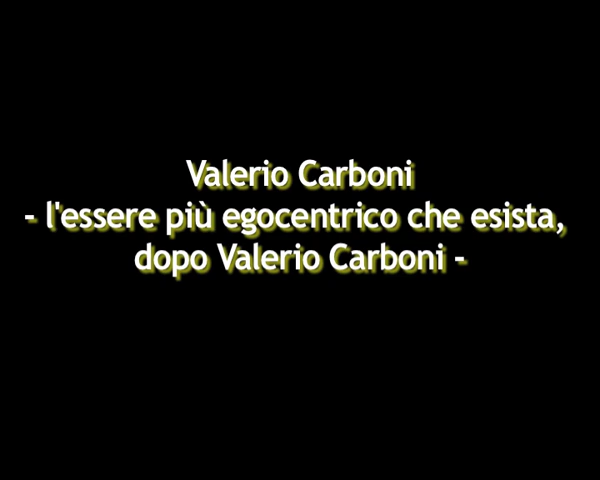 Valerio Carboni
- l'essere più egocentrico che esista,
dopo Valerio Carboni -